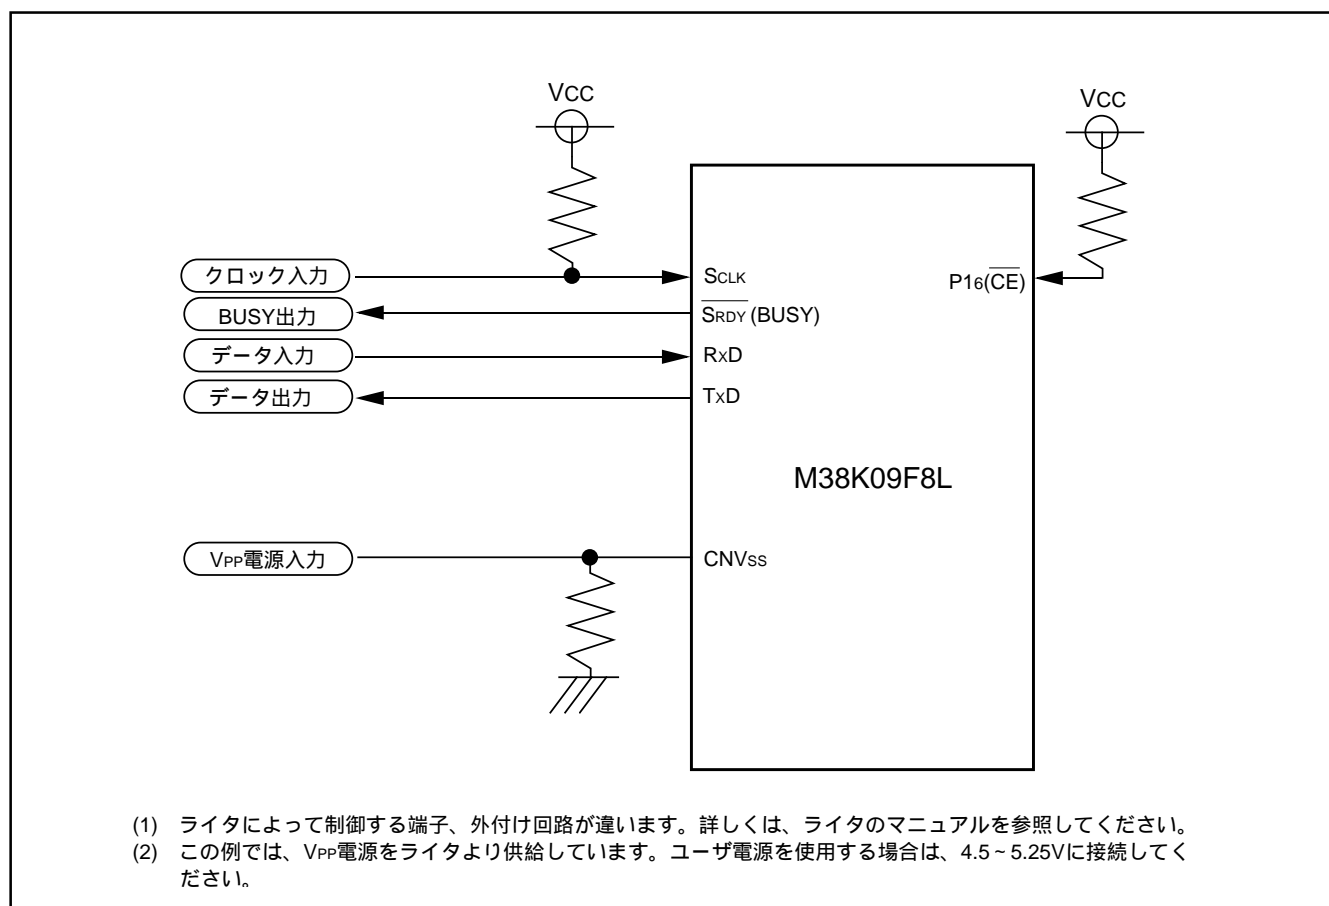 VCC
VCC
クロック入力
SCLK
P16(CE)
BUSY出力
SRDY (BUSY)
データ入力
RxD
データ出力
TxD
M38K09F8L
VPP電源入力
CNVss
(1) ライタによって制御する端子、外付け回路が違います。詳しくは、ライタのマニュアルを参照してください。
(2) この例では、VPP電源をライタより供給しています。ユーザ電源を使用する場合は、4.5~5.25Vに接続してく
ださい。